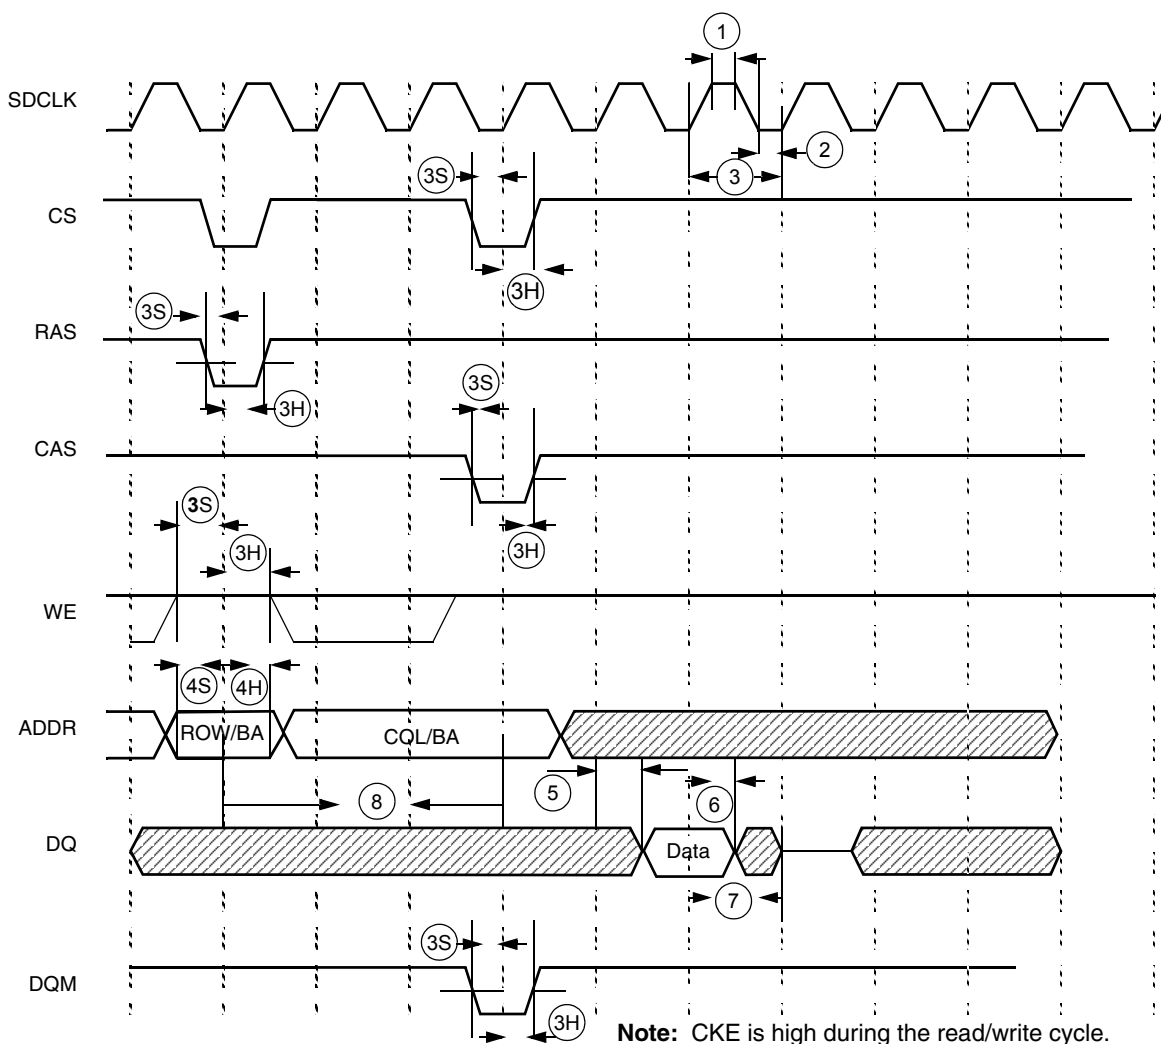 1
SDCLK
2
3S
3
CS
3H
3S
RAS
3S
3H
CAS
3S
3H
3H
WE
4S
4H
ADDR
ROW/BA
COL/BA
5
6
8
DQ
Data
7
3S
DQM
3H
Note: CKE is high during the read/write cycle.